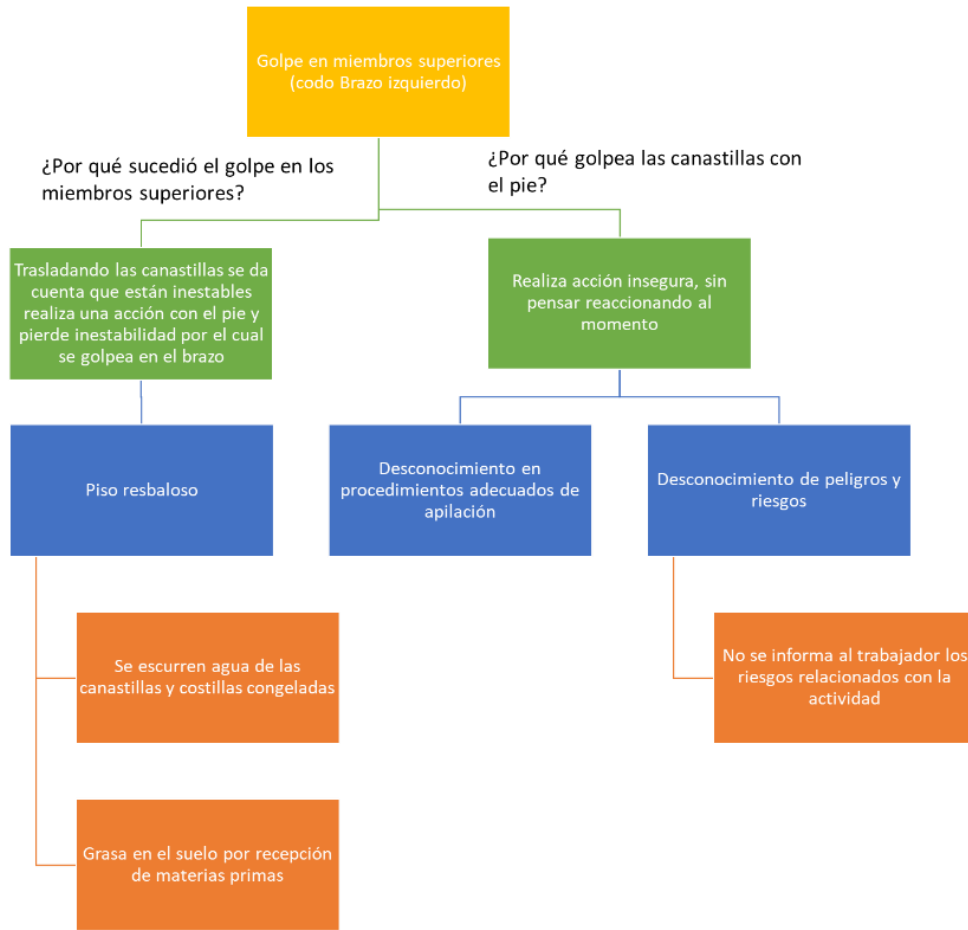 Golpe en miembros superiores
(codo Brazo izquierdo)
¿Por qué sucedió el golpe en los
miembros superiores?
¿Por qué golpea las canastillas con
el pie?
Trasladando las canastillas se da
cuenta que están inestables
realiza una acción con el pie y
pierde inestabilidad por el cual
se golpea en el brazo
Realiza acción insegura, sin
pensar reaccionando al
momento
Piso resbaloso
Desconocimiento en
procedimientos adecuados de
apilación
Desconocimiento de peligros y
riesgos
Se escurren agua de las
canastillas y costillas congeladas
No se informa al trabajador los
riesgos relacionados con la
actividad
Grasa en el suelo por recepción
de materias primas